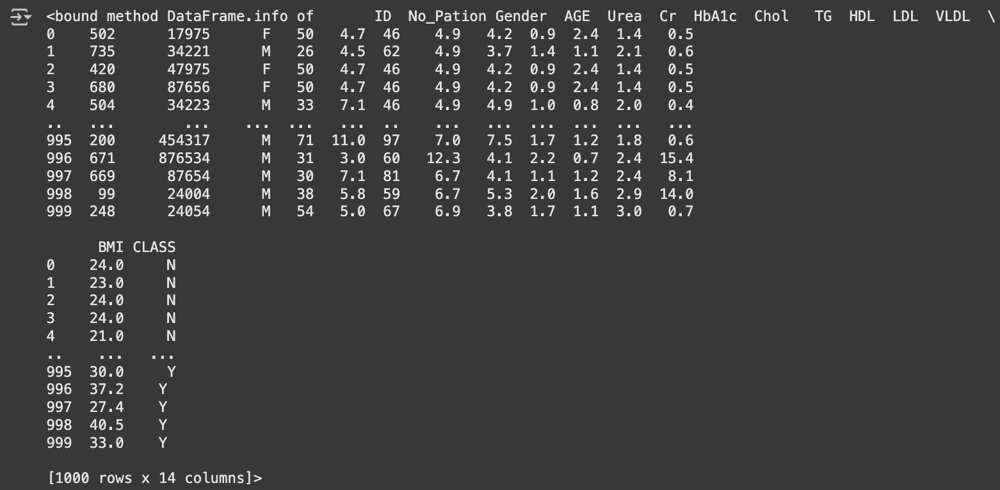 <bound method DataFrame.info of       ID  No_Pation Gender  AGE  Urea  Cr  HbA1c  Chol   TG  HDL  LDL  VLDL  \
0    502      17975      F   50   4.7  46    4.9   4.2  0.9  2.4  1.4   0.5
1    735      34221      M   26   4.5  62    4.9   3.7  1.4  1.1  2.1   0.6
2    420      47975      F   50   4.7  46    4.9   4.2  0.9  2.4  1.4   0.5
3    680      87656      F   50   4.7  46    4.9   4.2  0.9  2.4  1.4   0.5
4    504      34223      M   33   7.1  46    4.9   4.9  1.0  0.8  2.0   0.4
..   ...        ...    ...  ...   ...  ..    ...   ...  ...  ...  ...   ...
995  200     454317      M   71  11.0  97    7.0   7.5  1.7  1.2  1.8   0.6
996  671     876534      M   31   3.0  60   12.3   4.1  2.2  0.7  2.4  15.4
997  669      87654      M   30   7.1  81    6.7   4.1  1.1  1.2  2.4   8.1
998   99      24004      M   38   5.8  59    6.7   5.3  2.0  1.6  2.9  14.0
999  248      24054      M   54   5.0  67    6.9   3.8  1.7  1.1  3.0   0.7
      BMI CLASS
0    24.0     N
1    23.0     N
2    24.0     N
3    24.0     N
4    21.0     N
..    ...   ...
995  30.0     Y
996  37.2    Y
997  27.4    Y
998  40.5    Y
999  33.0    Y
[1000 rows x 14 columns]>